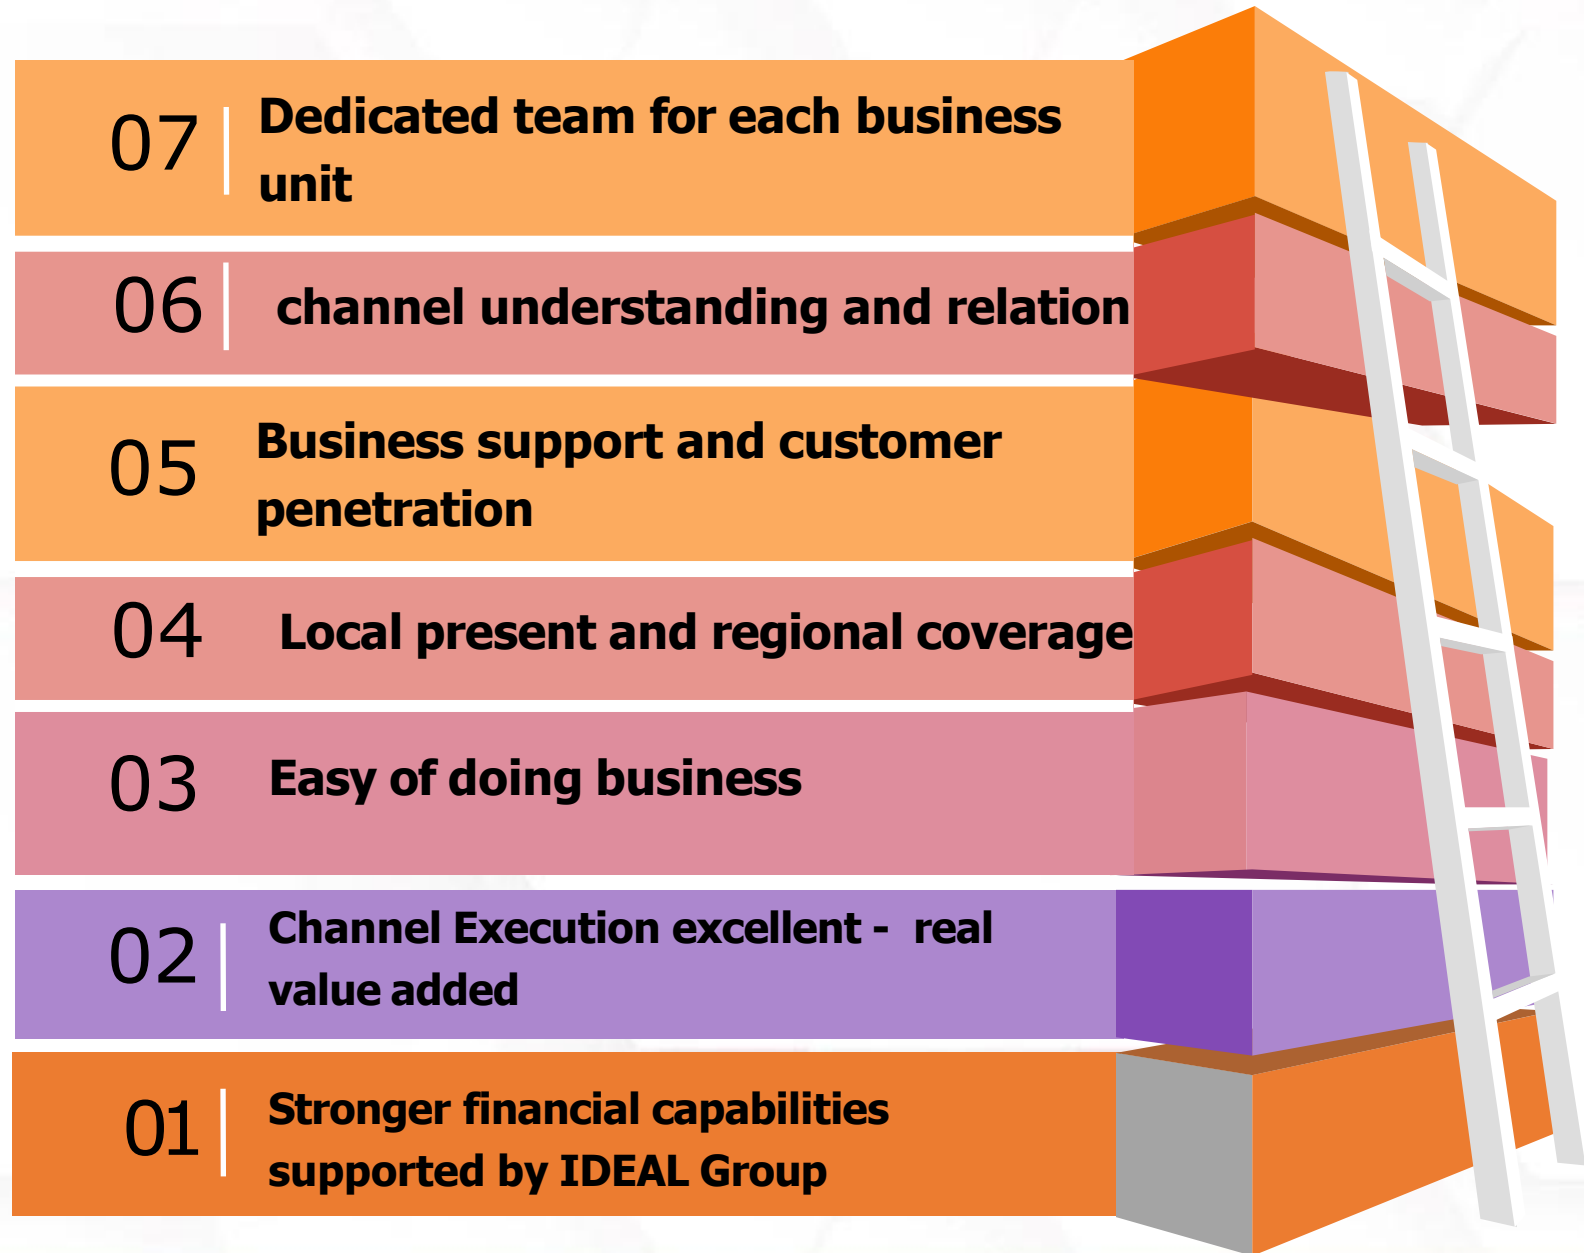 07
Dedicated team for each business
unit
06
channel understanding and relation
05
Business support and customer
penetration
04
Local present and regional coverage
03
Easy of doing business
02
Channel Execution excellent - real
value added
01
Stronger financial capabilities
supported by IDEAL Group